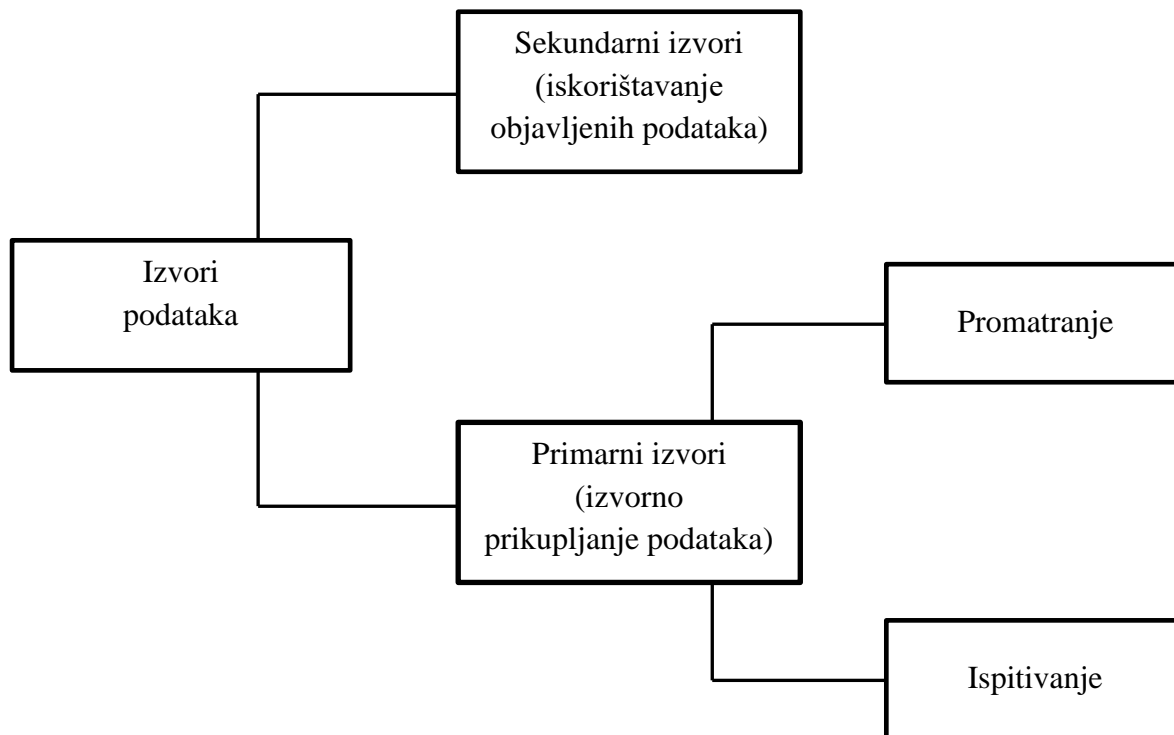 Sekundarni izvori
(iskorištavanje
objavljenih podataka)
Izvori
podataka
Promatranje
Primarni izvori
(izvorno
prikupljanje podataka)
Ispitivanje